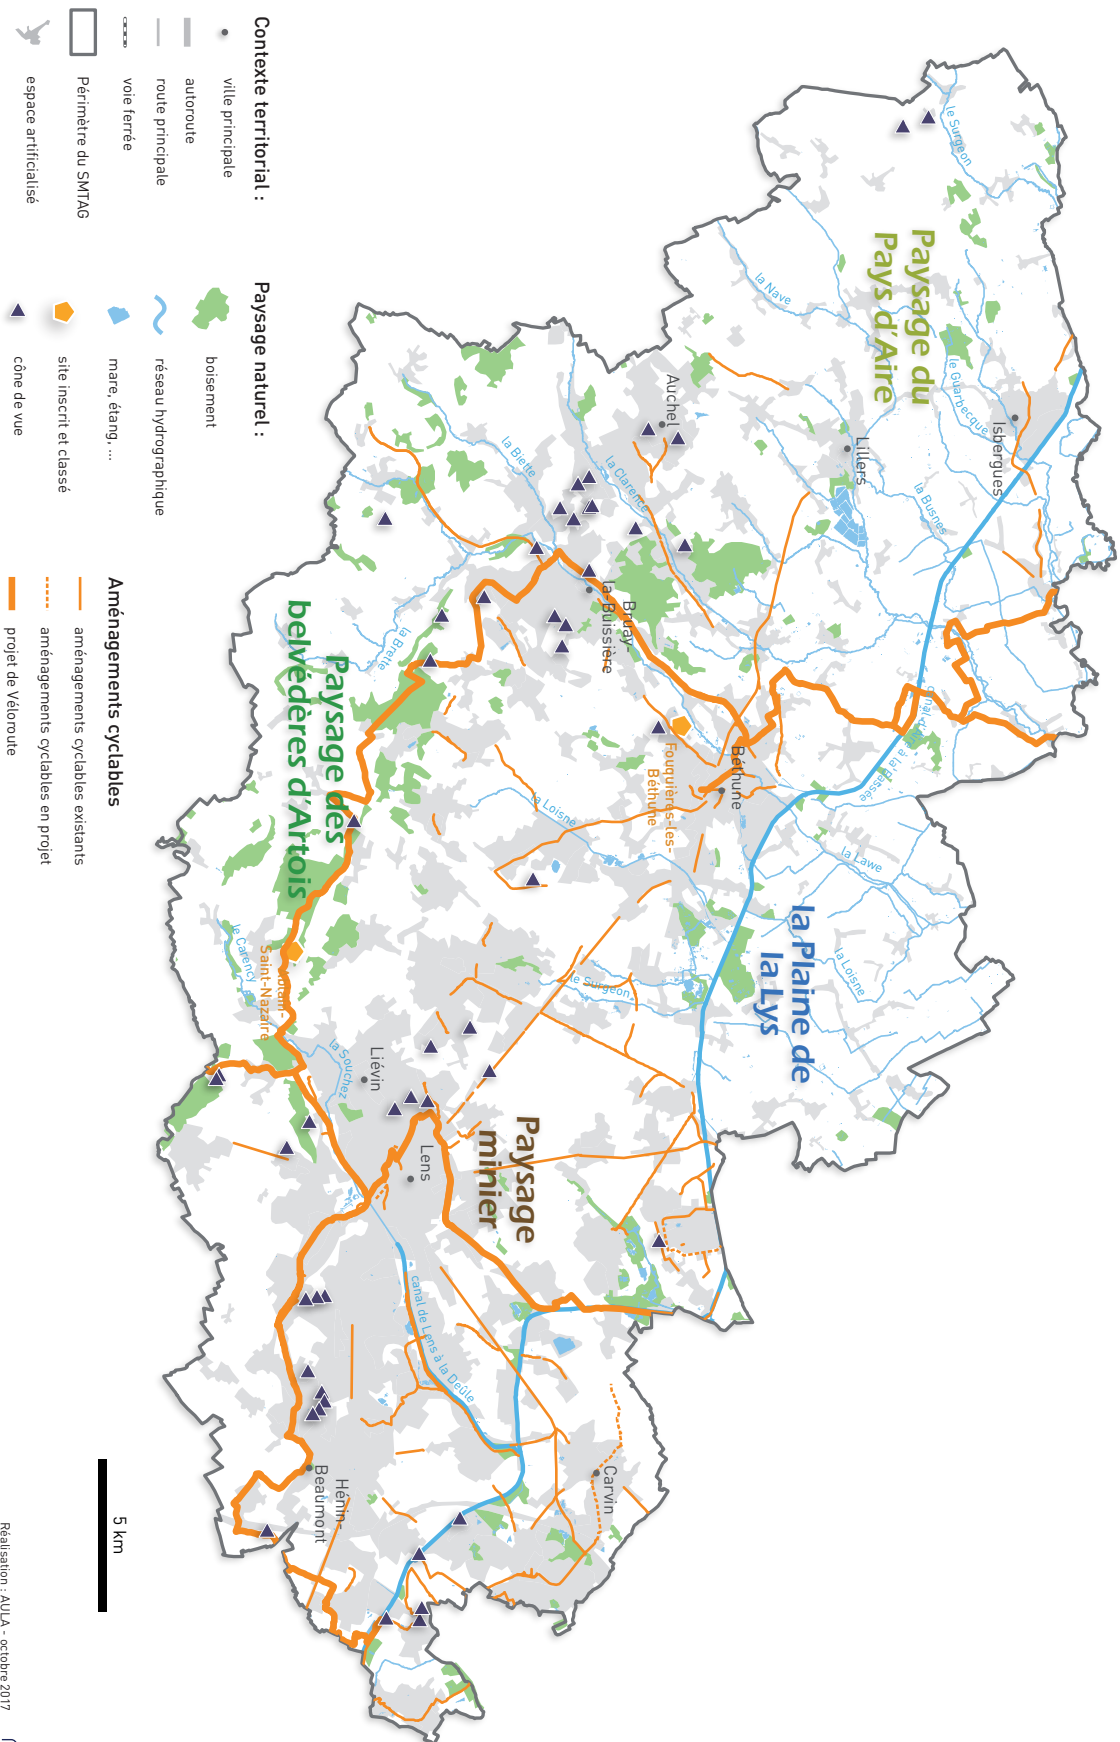 Paysage du
Pays d'Aire
la Plaine de
la Lys
Paysage
minier
Paysage des
belvédères d'Artois
Isbergues
Lillers
Auchel
Bruay-
la-Buissière
Béthune
Fouquières-les-
Béthune
Liévin
Lens
Carvin
Hénin-
Beaumont
Saint-Nazaire
le Surgeon
la Nave
le Guarbecque
la Busnes
la Clarence
la Biette
la Brette
la Loisne
la Lawe
la Loisne
le Surgeon
le Carency
la Souchez
canal de Lens à la Deûle
Contexte territorial :
ville principale
autoroute
route principale
voie ferrée
Périmètre du SMTAG
espace artificialisé
Paysage naturel :
boisement
réseau hydrographique
mare, étang, ...
site inscrit et classé
cône de vue
Aménagements cyclables
aménagements cyclables existants
aménagements cyclables en projet
projet de Véloroute
5 km
Réalisation : AULA - octobre 2017